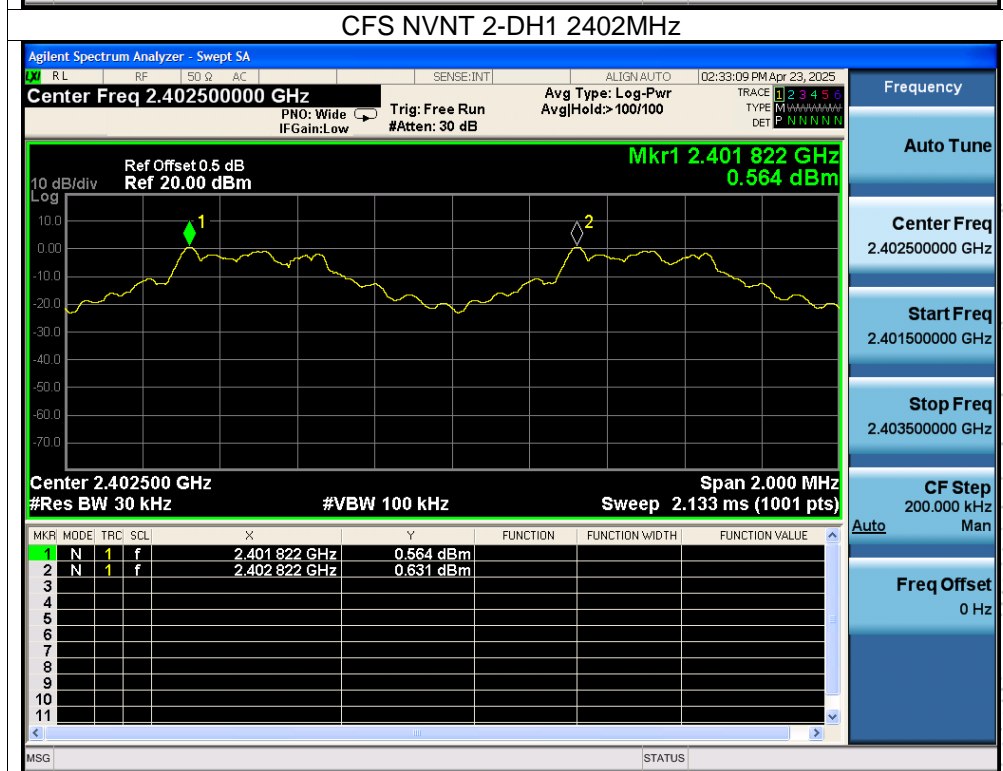 CFS NVNT 2-DH1 2402MHz
Agilent Spectrum Analyzer - Swept SA
LXI RL RF 50 Ω AC SENSE:INT ALIGN AUTO 02:33:09 PM Apr 23, 2025
Center Freq 2.402500000 GHz
PNO: Wide
IFGain:Low
Trig: Free Run
#Atten: 30 dB
Avg Type: Log-Pwr
Avg|Hold:>100/100
TRACE 1 2 3 4 5 6
TYPE M
DET P N N N N N
Mkr1 2.401 822 GHz
0.564 dBm
Ref Offset 0.5 dB
10 dB/div Ref 20.00 dBm
Log
10.0
0.00
-10.0
-20.0
-30.0
-40.0
-50.0
-60.0
-70.0
1
2
Center 2.402500 GHz Span 2.000 MHz
#Res BW 30 kHz #VBW 100 kHz Sweep 2.133 ms (1001 pts)
MKR MODE TRC SCL X Y FUNCTION FUNCTION WIDTH FUNCTION VALUE
1 N 1 f 2.401 822 GHz 0.564 dBm
2 N 1 f 2.402 822 GHz 0.631 dBm
3
4
5
6
7
8
9
10
11
MSG STATUS
Frequency
Auto Tune
Center Freq
2.402500000 GHz
Start Freq
2.401500000 GHz
Stop Freq
2.403500000 GHz
CF Step
200.000 kHz
Auto Man
Freq Offset
0 Hz